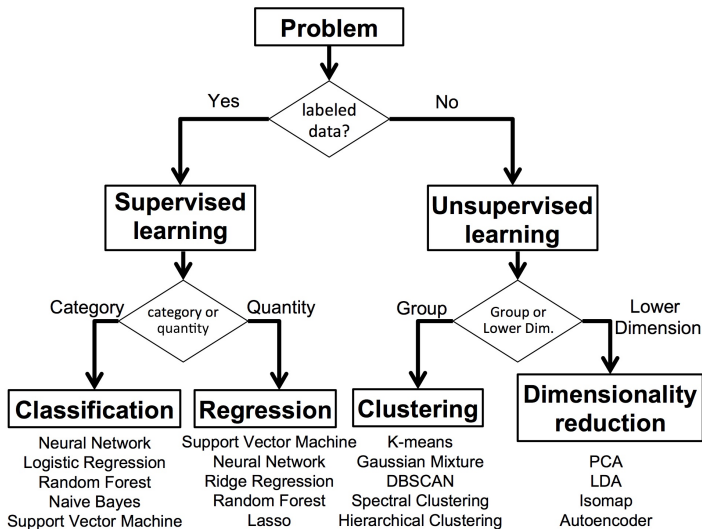 Problem
Yes
labeled
data?
No
Supervised
learning
Unsupervised
learning
Category
category or
quantity
Quantity
Group
Group or
Lower Dim.
Lower
Dimension
Classification
Neural Network
Logistic Regression
Random Forest
Naive Bayes
Support Vector Machine
Regression
Support Vector Machine
Neural Network
Ridge Regression
Random Forest
Lasso
Clustering
K-means
Gaussian Mixture
DBSCAN
Spectral Clustering
Hierarchical Clustering
Dimensionality
reduction
PCA
LDA
Isomap
Autoencoder